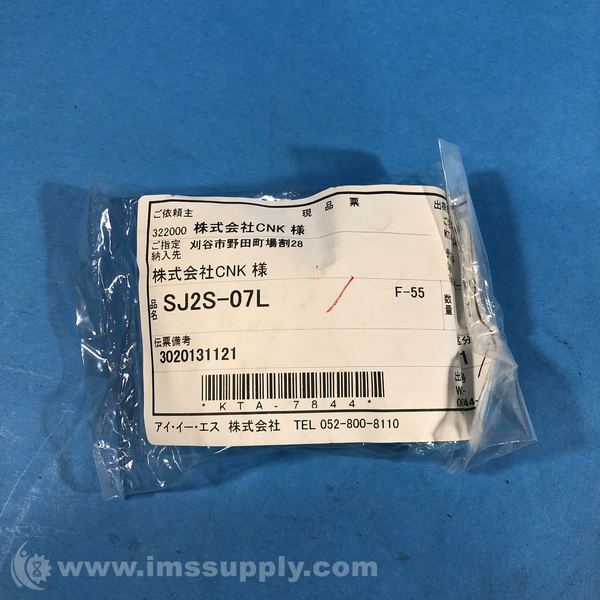 ご依頼主 現品票
322000 株式会社CNK 様
ご指定 刈谷市野田町場割28
納入先
株式会社CNK 様
品名 SJ2S-07L F-55 数量
伝票備考
3020131121
*KTA-7844*
アイ・イー・エス 株式会社 TEL 052-800-8110
区分
1
www.imssupply.com